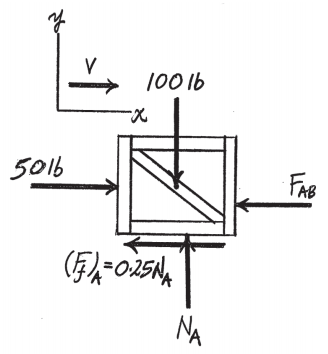 y
V
100 lb
x
50 lb
F_AB
(F_f)_A = 0.25N_A
N_A